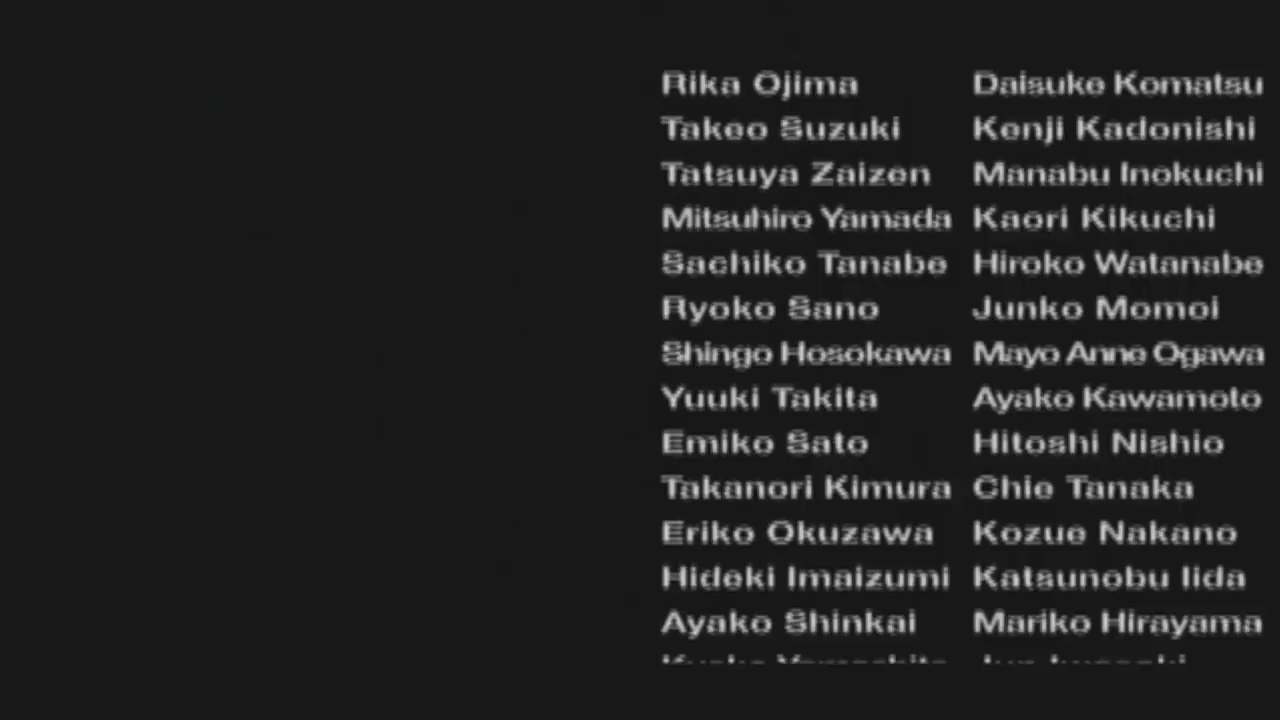 Rika Ojima Daisuke Komatsu
Takeo Suzuki Kenji Kadonishi
Tatsuya Zaizen Manabu Inokuchi
Mitsuhiro Yamada Kaori Kikuchi
Sachiko Tanabe Hiroko Watanabe
Ryoko Sano Junko Momoi
Shingo Hosokawa Mayo Anne Ogawa
Yuuki Takita Ayako Kawamoto
Emiko Sato Hitoshi Nishio
Takanori Kimura Chie Tanaka
Eriko Okuzawa Kozue Nakano
Hideki Imaizumi Katsunobu Iida
Ayako Shinkai Mariko Hirayama